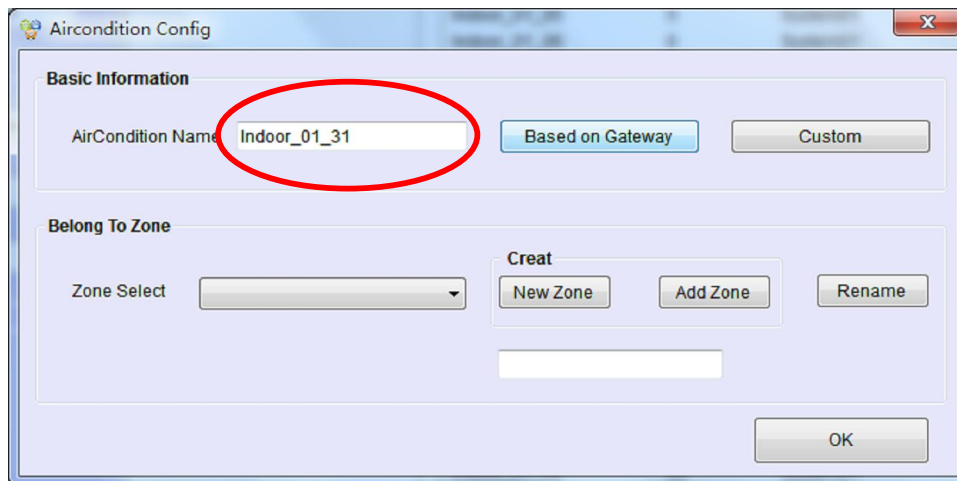 Aircondition Config
Basic Information
AirCondition Name Indoor_01_31 Based on Gateway Custom
Belong To Zone
Creat
Zone Select New Zone Add Zone Rename
OK